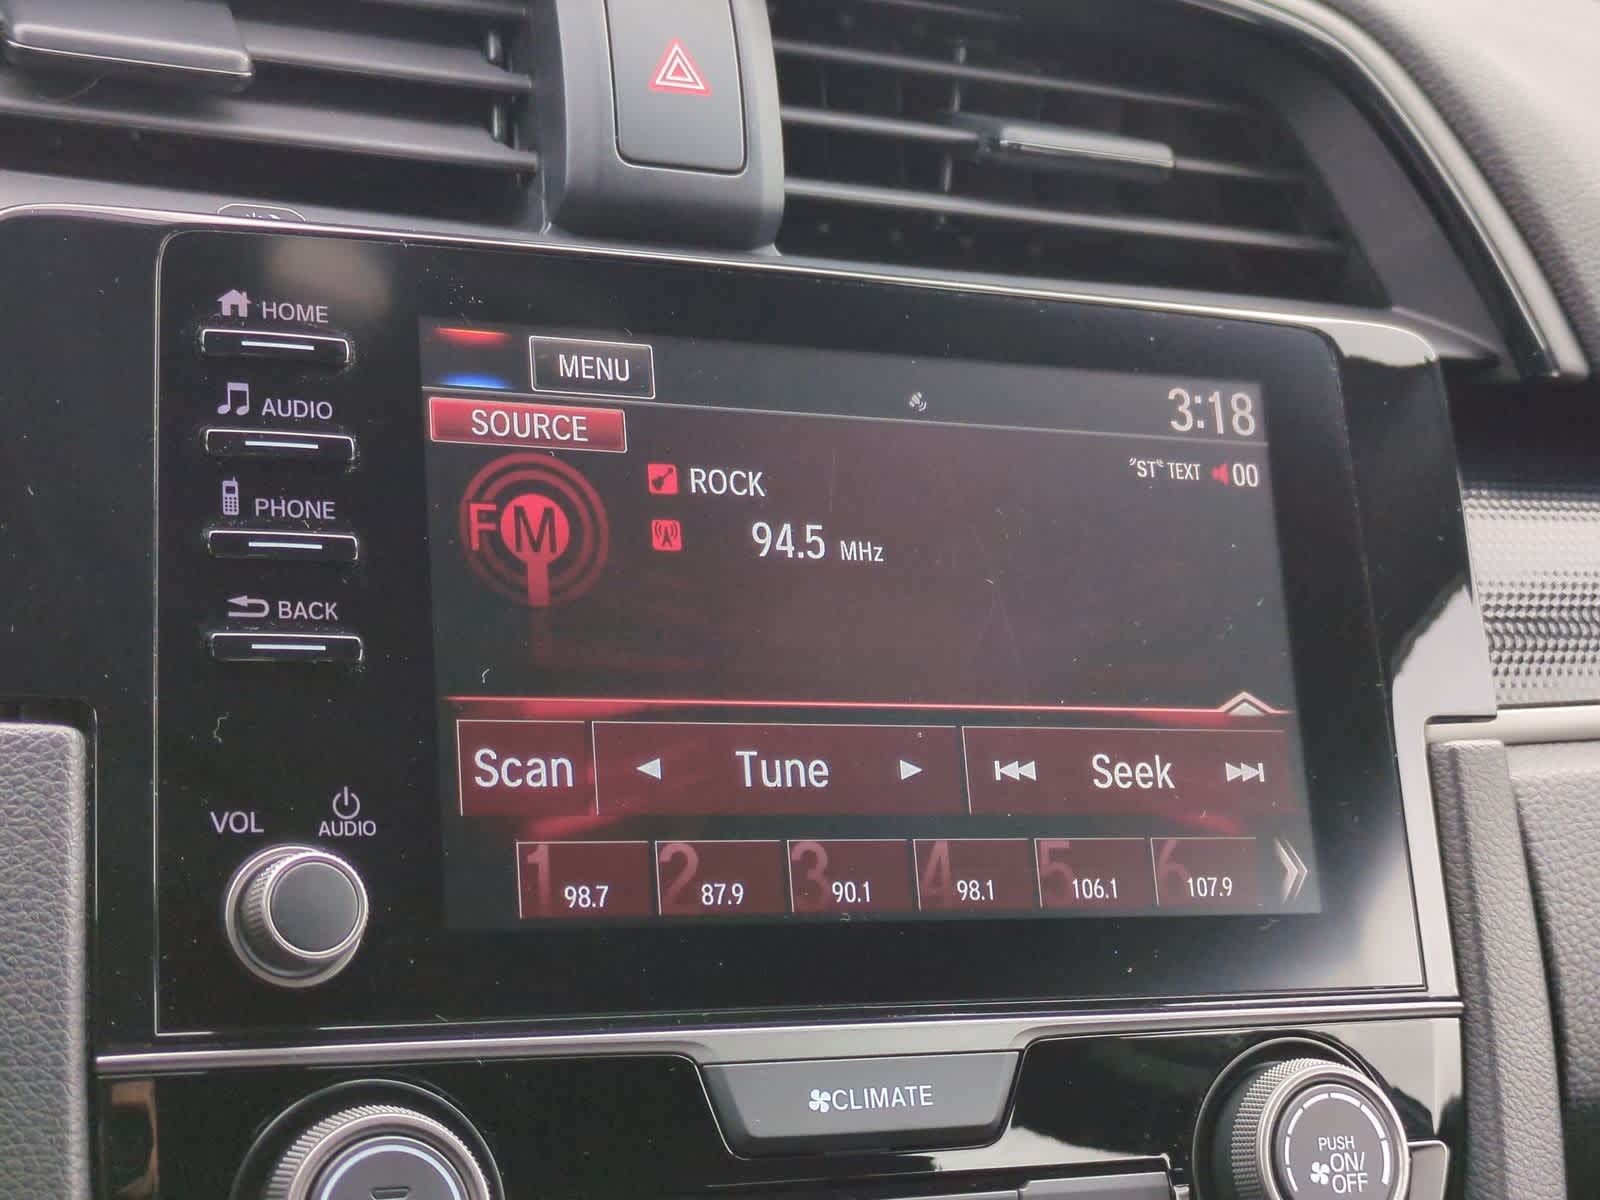 HOME
AUDIO
PHONE
BACK
VOL
AUDIO
MENU
3:18
SOURCE
"ST" TEXT 00
FM
ROCK
94.5 MHz
Scan Tune Seek
1 98.7
2 87.9
3 90.1
4 98.1
5 106.1
6 107.9
CLIMATE
PUSH
ON/
OFF